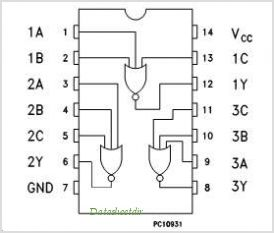 1A 1 14 VCC
1B 2 13 1C
2A 3 12 1Y
2B 4 11 3C
2C 5 10 3B
2Y 6 9 3A
GND 7 8 3Y
Datasheetdir
PC10931